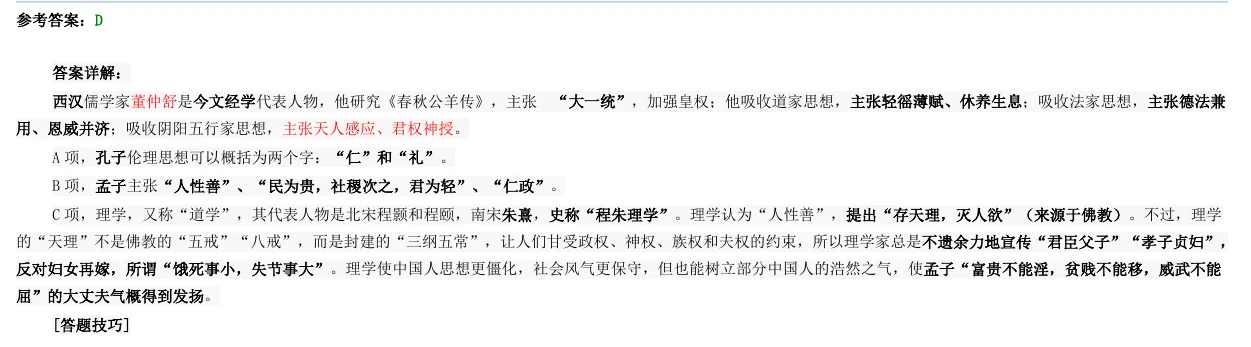 参考答案：D
答案详解：
西汉儒学家董仲舒是今文经学代表人物，他研究《春秋公羊传》，主张 “大一统”，加强皇权；他吸收道家思想，主张轻徭薄赋、休养生息；吸收法家思想，主张德法兼
用、恩威并济；吸收阴阳五行家思想，主张天人感应、君权神授。
A 项，孔子伦理思想可以概括为两个字：“仁”和“礼”。
B 项，孟子主张“人性善”、“民为贵，社稷次之，君为轻”、“仁政”。
C 项，理学，又称“道学”，其代表人物是北宋程颢和程颐，南宋朱熹，史称“程朱理学”。理学认为“人性善”，提出“存天理，灭人欲”（来源于佛教）。不过，理学
的“天理”不是佛教的“五戒”“八戒”，而是封建的“三纲五常”，让人们甘受政权、神权、族权和夫权的约束，所以理学家总是不遗余力地宣传“君臣父子”“孝子贞妇”，
反对妇女再嫁，所谓“饿死事小，失节事大”。理学使中国人思想更僵化，社会风气更保守，但也能树立部分中国人的浩然之气，使孟子“富贵不能淫，贫贱不能移，威武不能
屈”的大丈夫气概得到发扬。
[答题技巧]